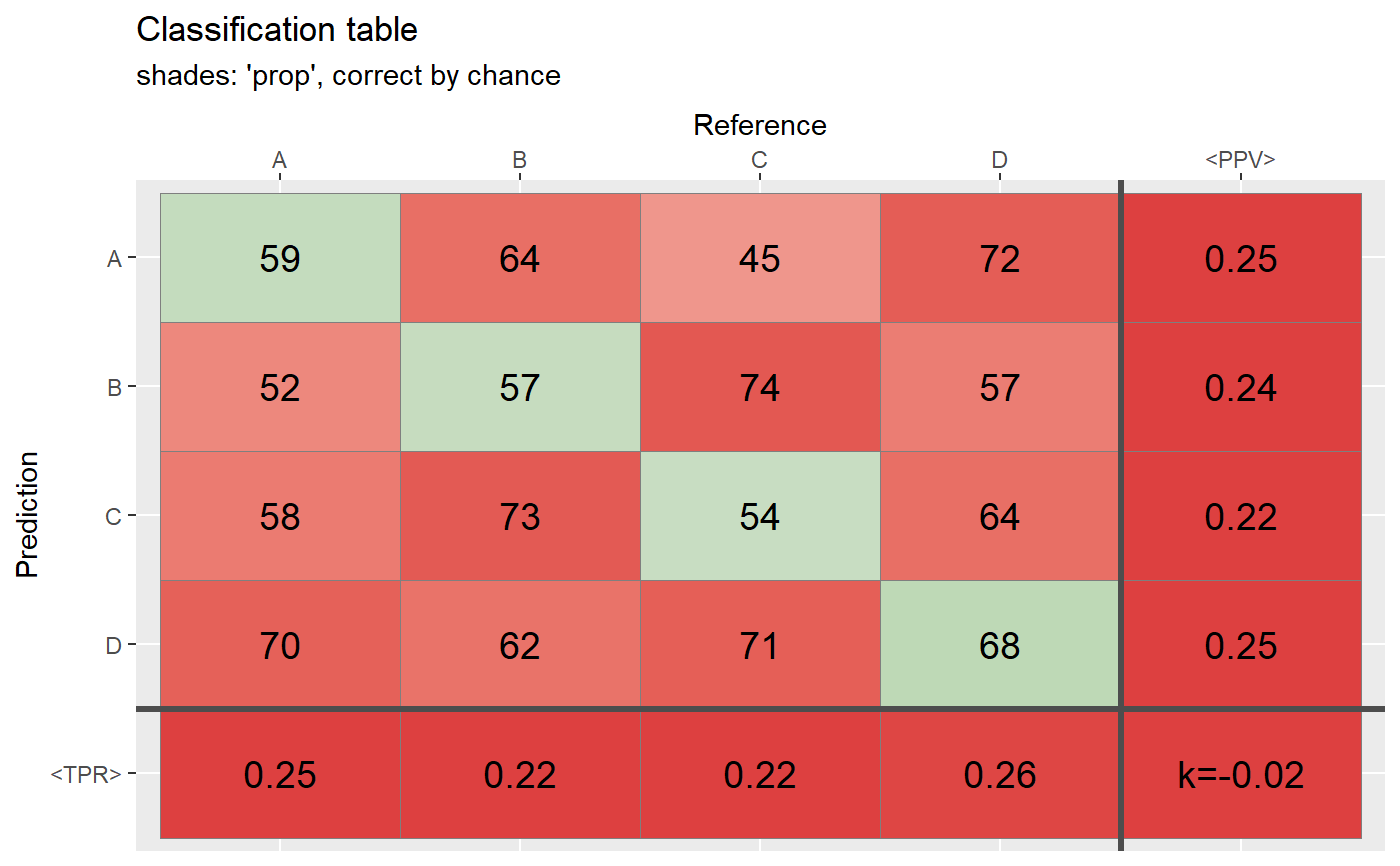 Classification table
shades: 'prop', correct by chance
Reference
A B C D <PPV>
A 59 64 45 72 0.25
B 52 57 74 57 0.24
Prediction
C 58 73 54 64 0.22
D 70 62 71 68 0.25
<TPR> 0.25 0.22 0.22 0.26 k=-0.02